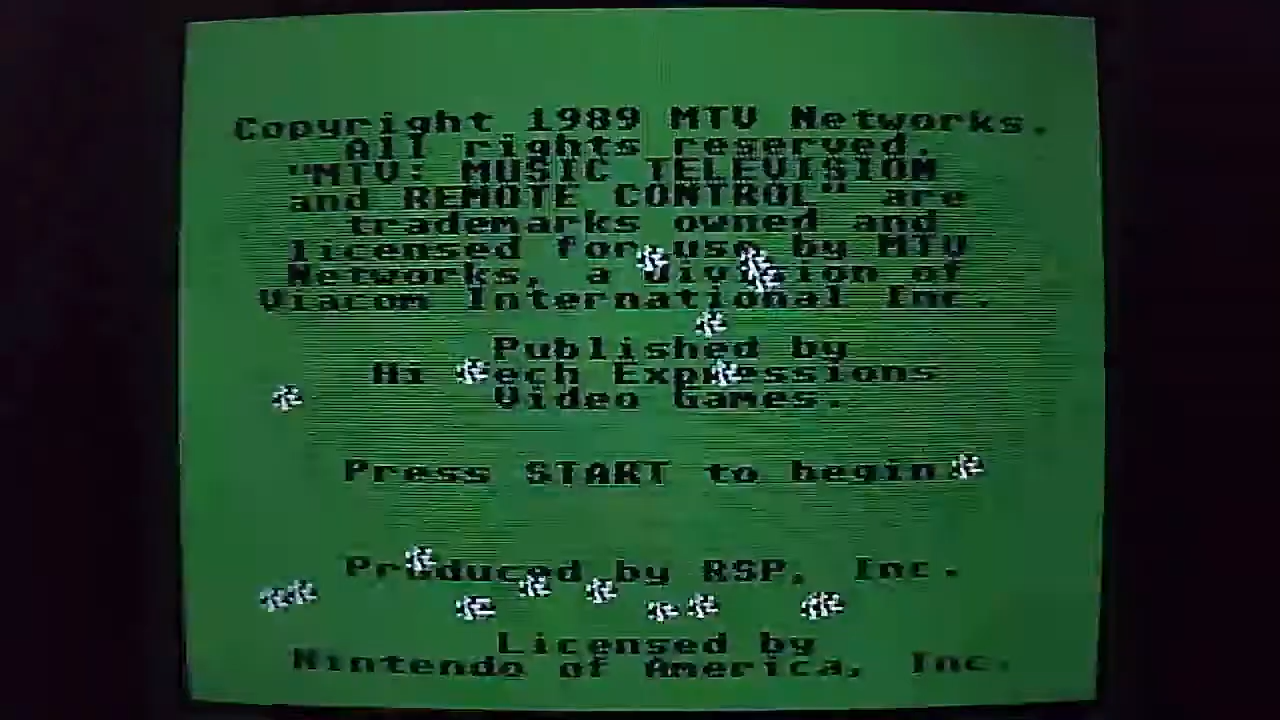 Copyright 1989 MTV Networks.
All rights reserved.
"MTV: MUSIC TELEVISION
and REMOTE CONTROL" are
trademarks owned and
licensed for use by MTV
Networks, a division of
Viacom International Inc.
Published by
Hi Tech Expressions
Video Games.
Press START to begin
Produced by RSP, Inc.
Licensed by
Nintendo of America, Inc.